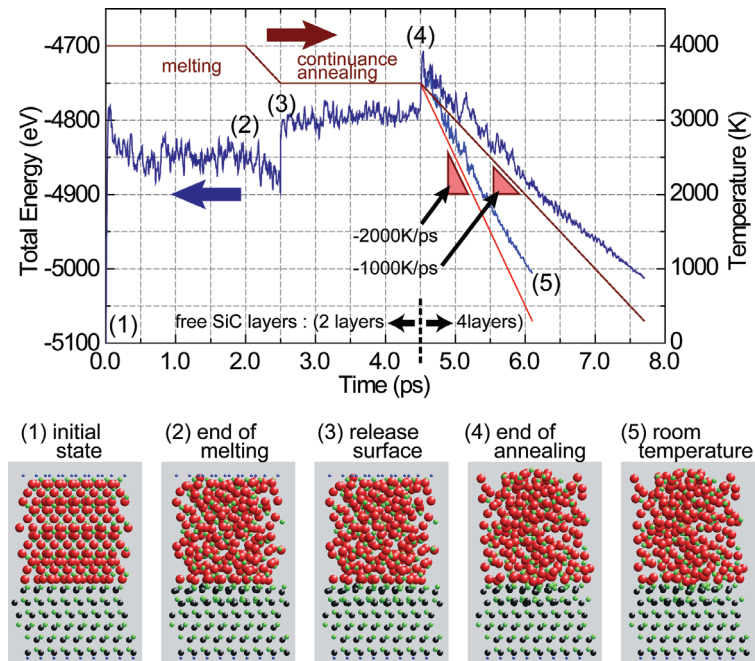 Total Energy (eV)
-4700
-4800
-4900
-5000
-5100
(4)
melting
continuance
annealing
(2)
(3)
-2000K/ps
-1000K/ps
(5)
(1)
free SiC layers : (2 layers
4layers)
4000
3000
2000
1000
0
Temperature (K)
0.0 1.0 2.0 3.0 4.0 5.0 6.0 7.0 8.0
Time (ps)
(1) initial
state
(2) end of
melting
(3) release
surface
(4) end of
annealing
(5) room
temperature